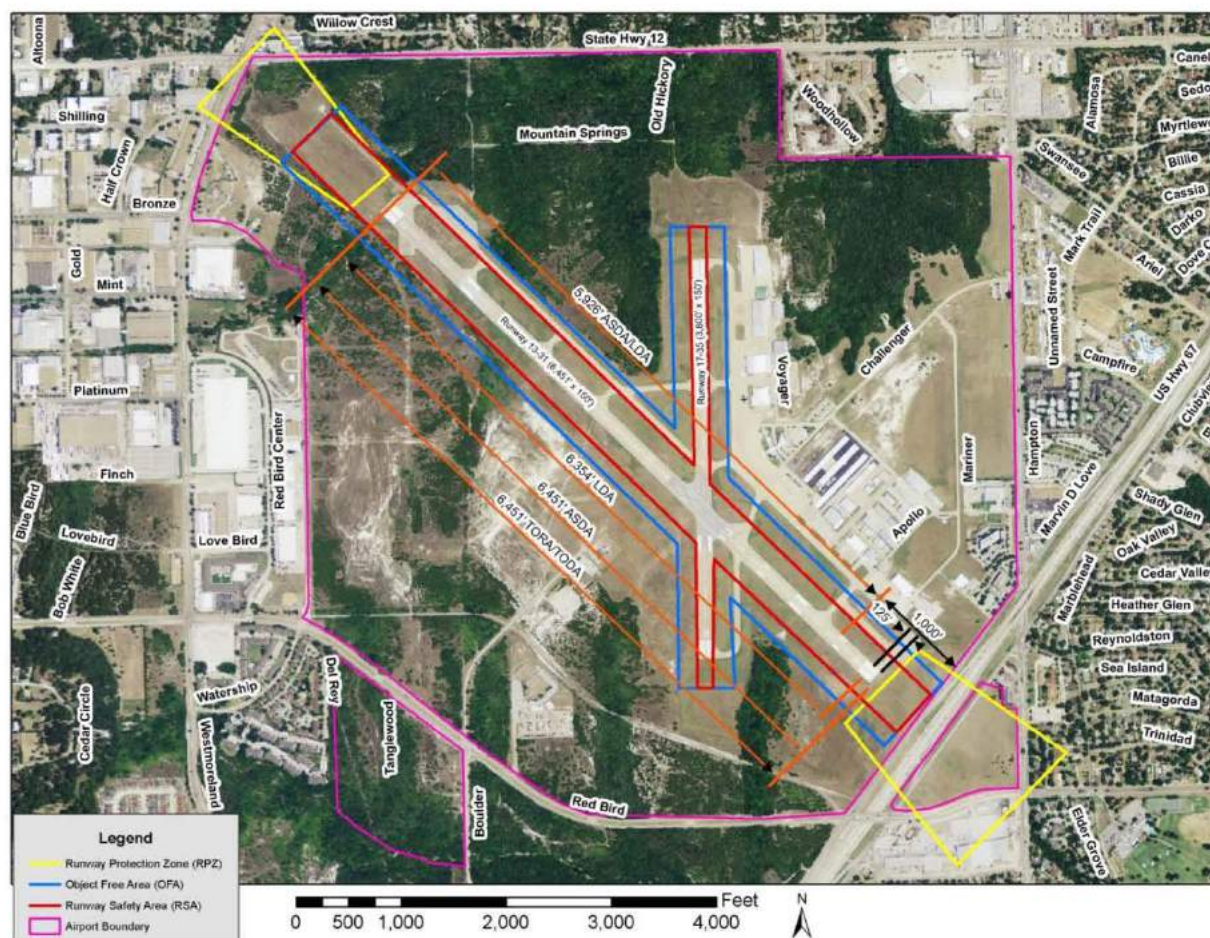 Willow Crest
State Hwy 12
Altoona
Shilling
Half Crown
Bronze
Gold
Mint
Platinum
Finch
Red Bird Center
Blue Bird
Lovebird
Love Bird
Bob White
Cedar Circle
Watership
Westmoreland
Del Roy
Tanglewood
Boulder
Red Bird
Mountain Springs
Old Hickory
Woodhollow
Alamosa
Canel
Sedo
Myrtlewo
Swansee
Billie
Cassia
Mark Trail
Darko
Dove C
Ariel
Unnamed Street
Challenger
Voyager
Campfire
US Hwy 67
Clubvie
B
Hampton
Mariner
Marvin D Love
Apollo
Shady Glen
Oak Valley
Cedar Valley
Marblehead
Heather Glen
Reynoldston
Sea Island
Matagorda
Trinidad
Elder Grove
5,926' ASDA/LDA
Runway 13-31 (6,451' x 150')
Runway 17-35 (3,800' x 150')
6,354' LDA
6,451' ASDA
6,451' TORA/TODA
125'
1,000'
Legend
Runway Protection Zone (RPZ)
Object Free Area (OFA)
Runway Safety Area (RSA)
Airport Boundary
Feet
0 500 1,000 2,000 3,000 4,000
N